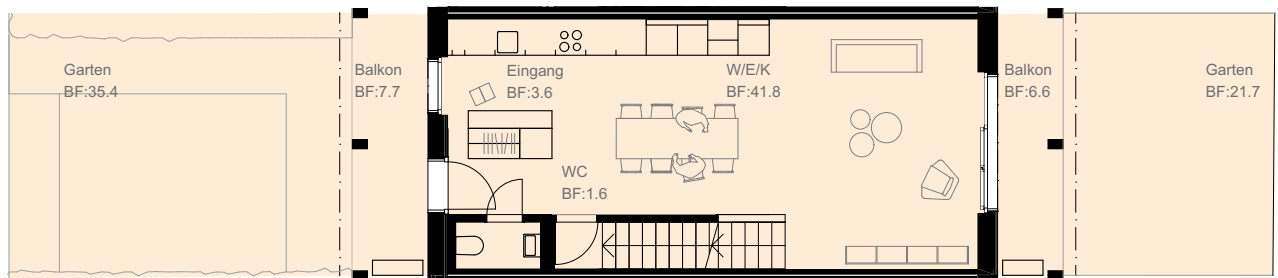 Garten
BF:35.4
Balkon
BF:7.7
Eingang
BF:3.6
W/E/K
BF:41.8
Balkon
BF:6.6
Garten
BF:21.7
WC
BF:1.6